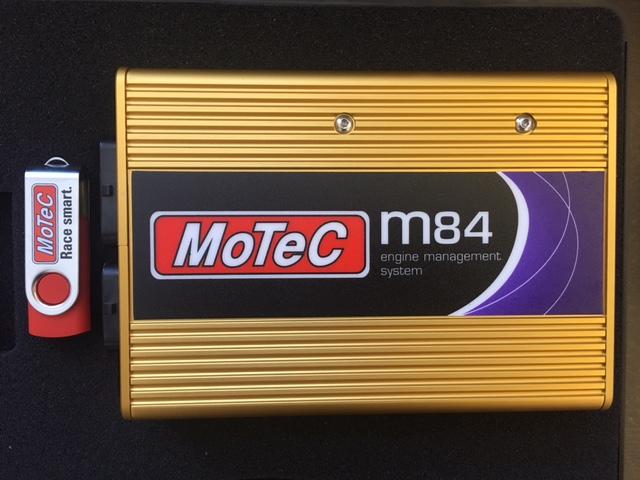 MoTeC
Race smart.
MoTeC
m84
engine management
system